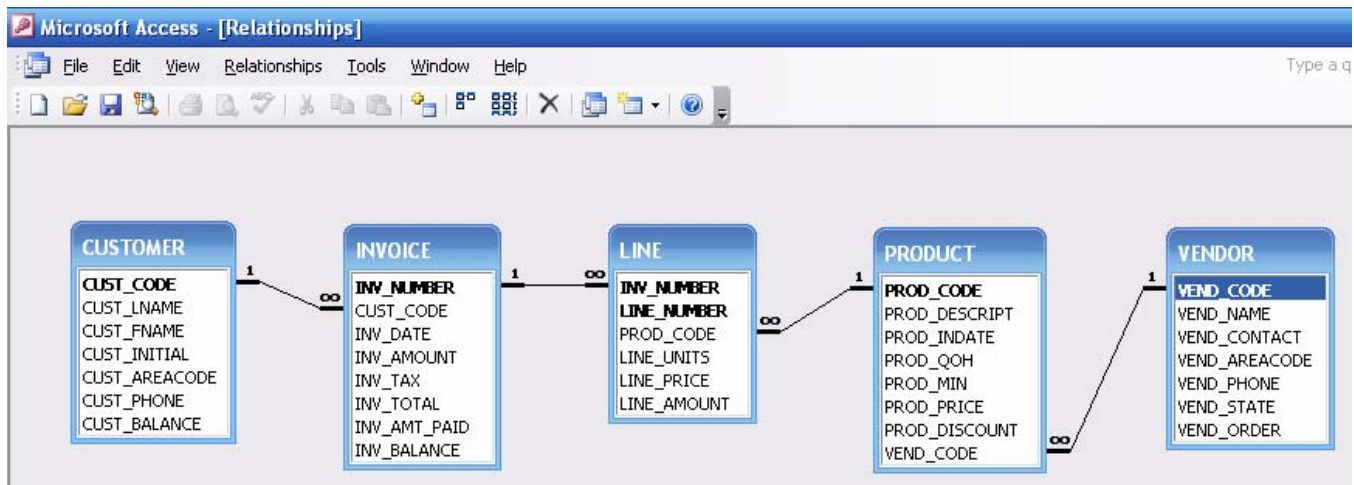 Microsoft Access - [Relationships]
File Edit View Relationships Tools Window Help
Type a q
CUSTOMER
CUST_CODE
CUST_LNAME
CUST_FNAME
CUST_INITIAL
CUST_AREACODE
CUST_PHONE
CUST_BALANCE
1
∞
INVOICE
INV_NUMBER
CUST_CODE
INV_DATE
INV_AMOUNT
INV_TAX
INV_TOTAL
INV_AMT_PAID
INV_BALANCE
1
∞
LINE
INV_NUMBER
LINE_NUMBER
PROD_CODE
LINE_UNITS
LINE_PRICE
LINE_AMOUNT
∞
1
PRODUCT
PROD_CODE
PROD_DESCRIPT
PROD_INDATE
PROD_QOH
PROD_MIN
PROD_PRICE
PROD_DISCOUNT
VEND_CODE
∞
1
VENDOR
VEND_CODE
VEND_NAME
VEND_CONTACT
VEND_AREACODE
VEND_PHONE
VEND_STATE
VEND_ORDER